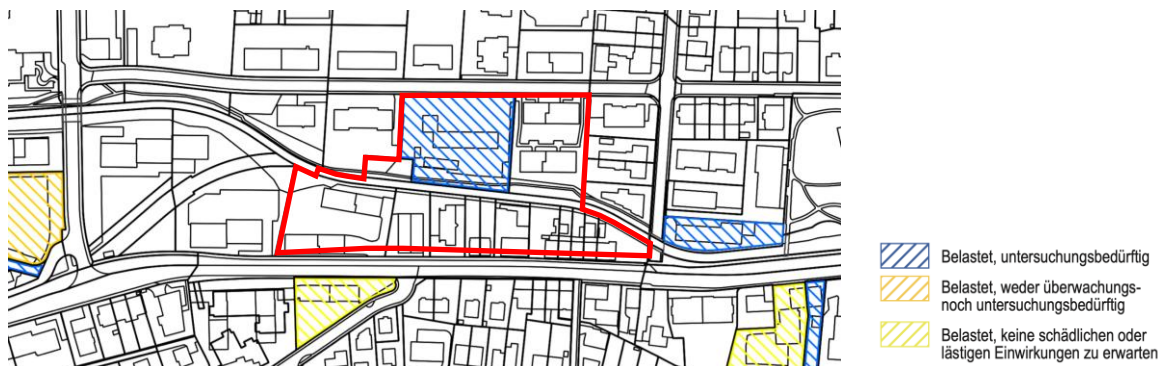 Belastet, untersuchungsbedürftig
Belastet, weder überwachungs-
noch untersuchungsbedürftig
Belastet, keine schädlichen oder
lästigen Einwirkungen zu erwarten